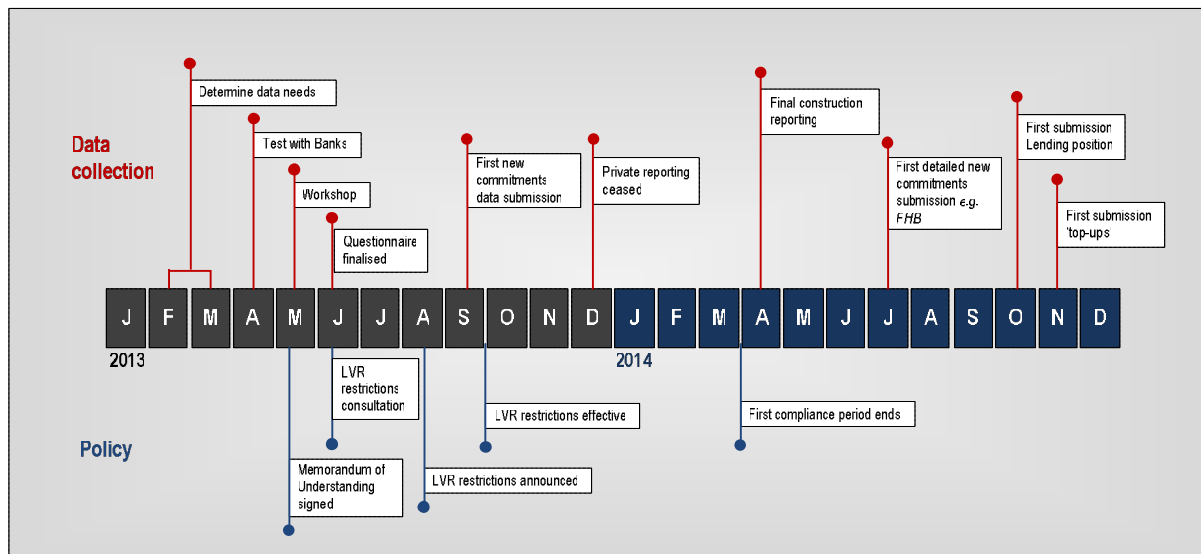 Determine data needs
Data
collection
Test with Banks
Workshop
Questionnaire
finalised
First new
commitments
data submission
Private reporting
ceased
Final construction
reporting
First detailed new
commitments
submission e.g.
FHB
First submission
Lending position
First submission
'top-ups
J F M A M J J A S O N D J F M A M J J A S O N D
2013
2014
LVR
restrictions
consultation
LVR restrictions effective
First compliance period ends
Policy
Memorandum of
Understanding
signed
LVR restrictions announced